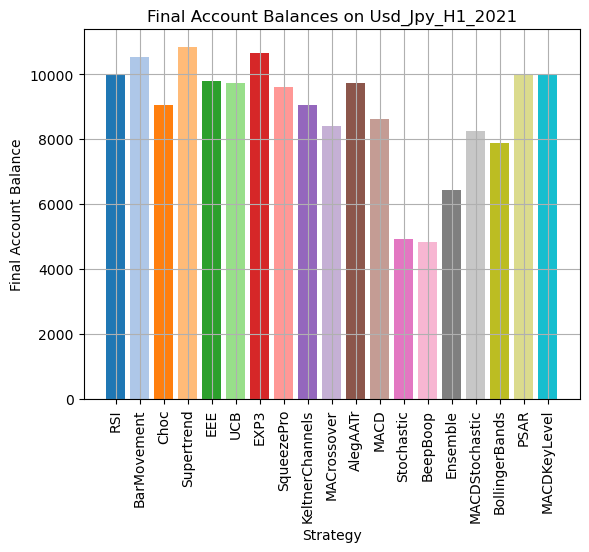 Final Account Balances on Usd_Jpy_H1_2021
Final Account Balance
10000
8000
6000
4000
2000
0
RSI
BarMovement
Choc
Supertrend
EEE
UCB
EXP3
SqueezePro
KeltnerChannels
MACrossover
AlegAATr
MACD
Stochastic
BeepBoop
Ensemble
MACDStochastic
BollingerBands
PSAR
MACDKeyLevel
Strategy